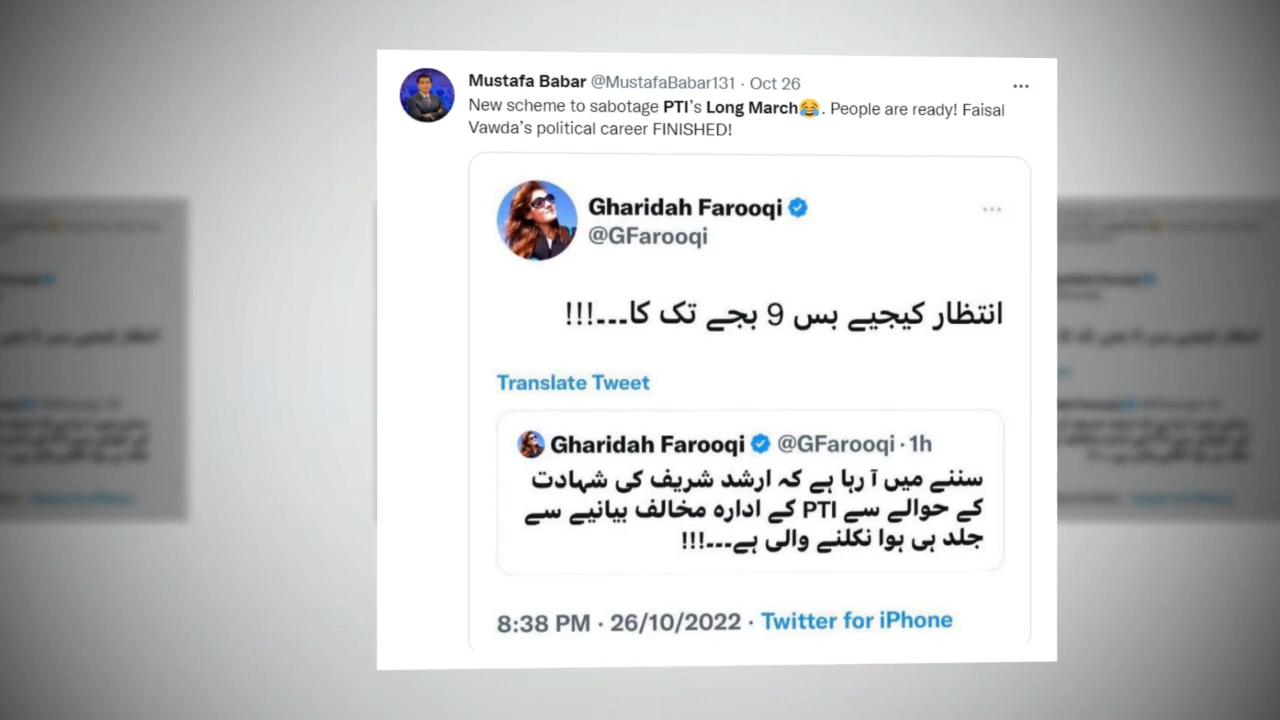 Mustafa Babar @MustafaBabar131 · Oct 26
New scheme to sabotage PTI's Long March😂. People are ready! Faisal
Vawda's political career FINISHED!
Gharidah Farooqi
@GFarooqi
انتظار کیجیے بس 9 بجے تک کا۔۔۔!!!
Translate Tweet
Gharidah Farooqi @GFarooqi · 1h
سننے میں آ رہا ہے کہ ارشد شریف کی شہادت
کے حوالے سے PTI کے ادارہ مخالف بیانیے سے
جلد ہی ہوا نکلنے والی ہے۔۔۔!!!
8:38 PM · 26/10/2022 · Twitter for iPhone